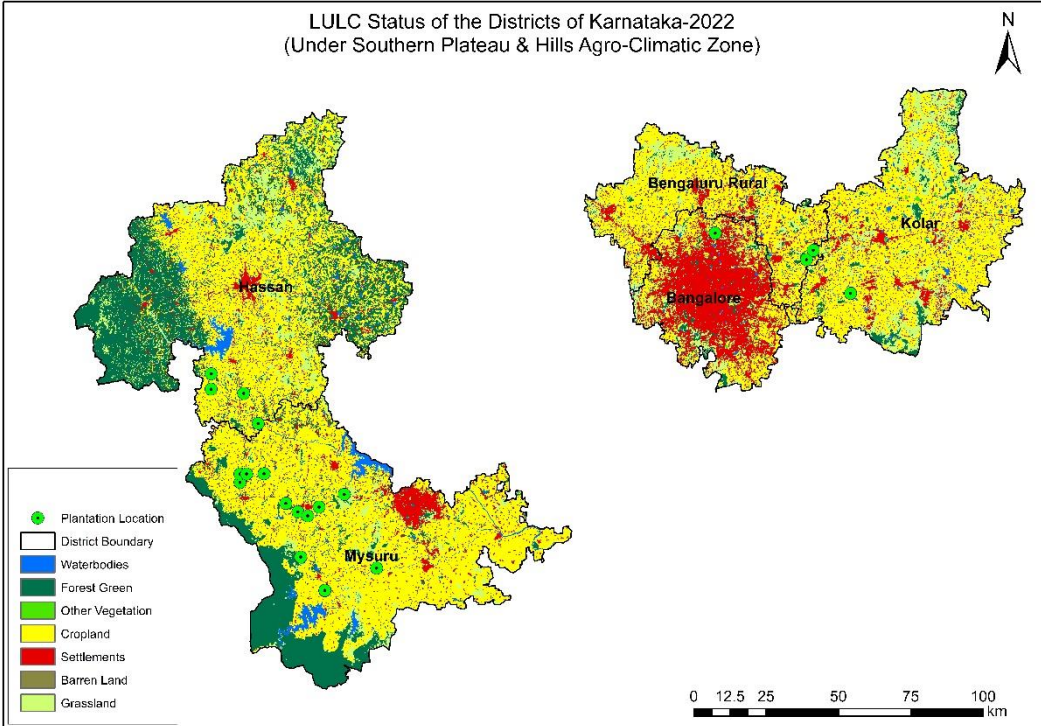 LULC Status of the Districts of Karnataka-2022
(Under Southern Plateau & Hills Agro-Climatic Zone)
N
Bengaluru Rural
Kolar
Hassan
Bangalore
Mysuru
Plantation Location
District Boundary
Waterbodies
Forest Green
Other Vegetation
Cropland
Settlements
Barren Land
Grassland
0 12.5 25 50 75 100
km